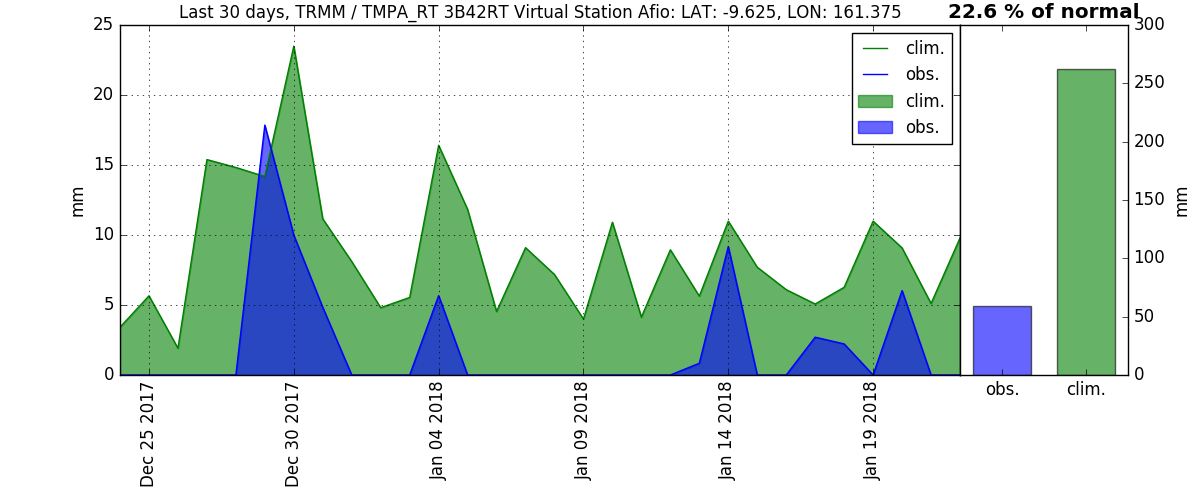 Last 30 days, TRMM / TMPA_RT 3B42RT Virtual Station Afio: LAT: -9.625, LON: 161.375
22.6 % of normal
25
20
15
10
5
0
mm
clim.
obs.
clim.
obs.
Dec 25 2017
Dec 30 2017
Jan 04 2018
Jan 09 2018
Jan 14 2018
Jan 19 2018
300
250
200
150
100
50
0
mm
obs.
clim.